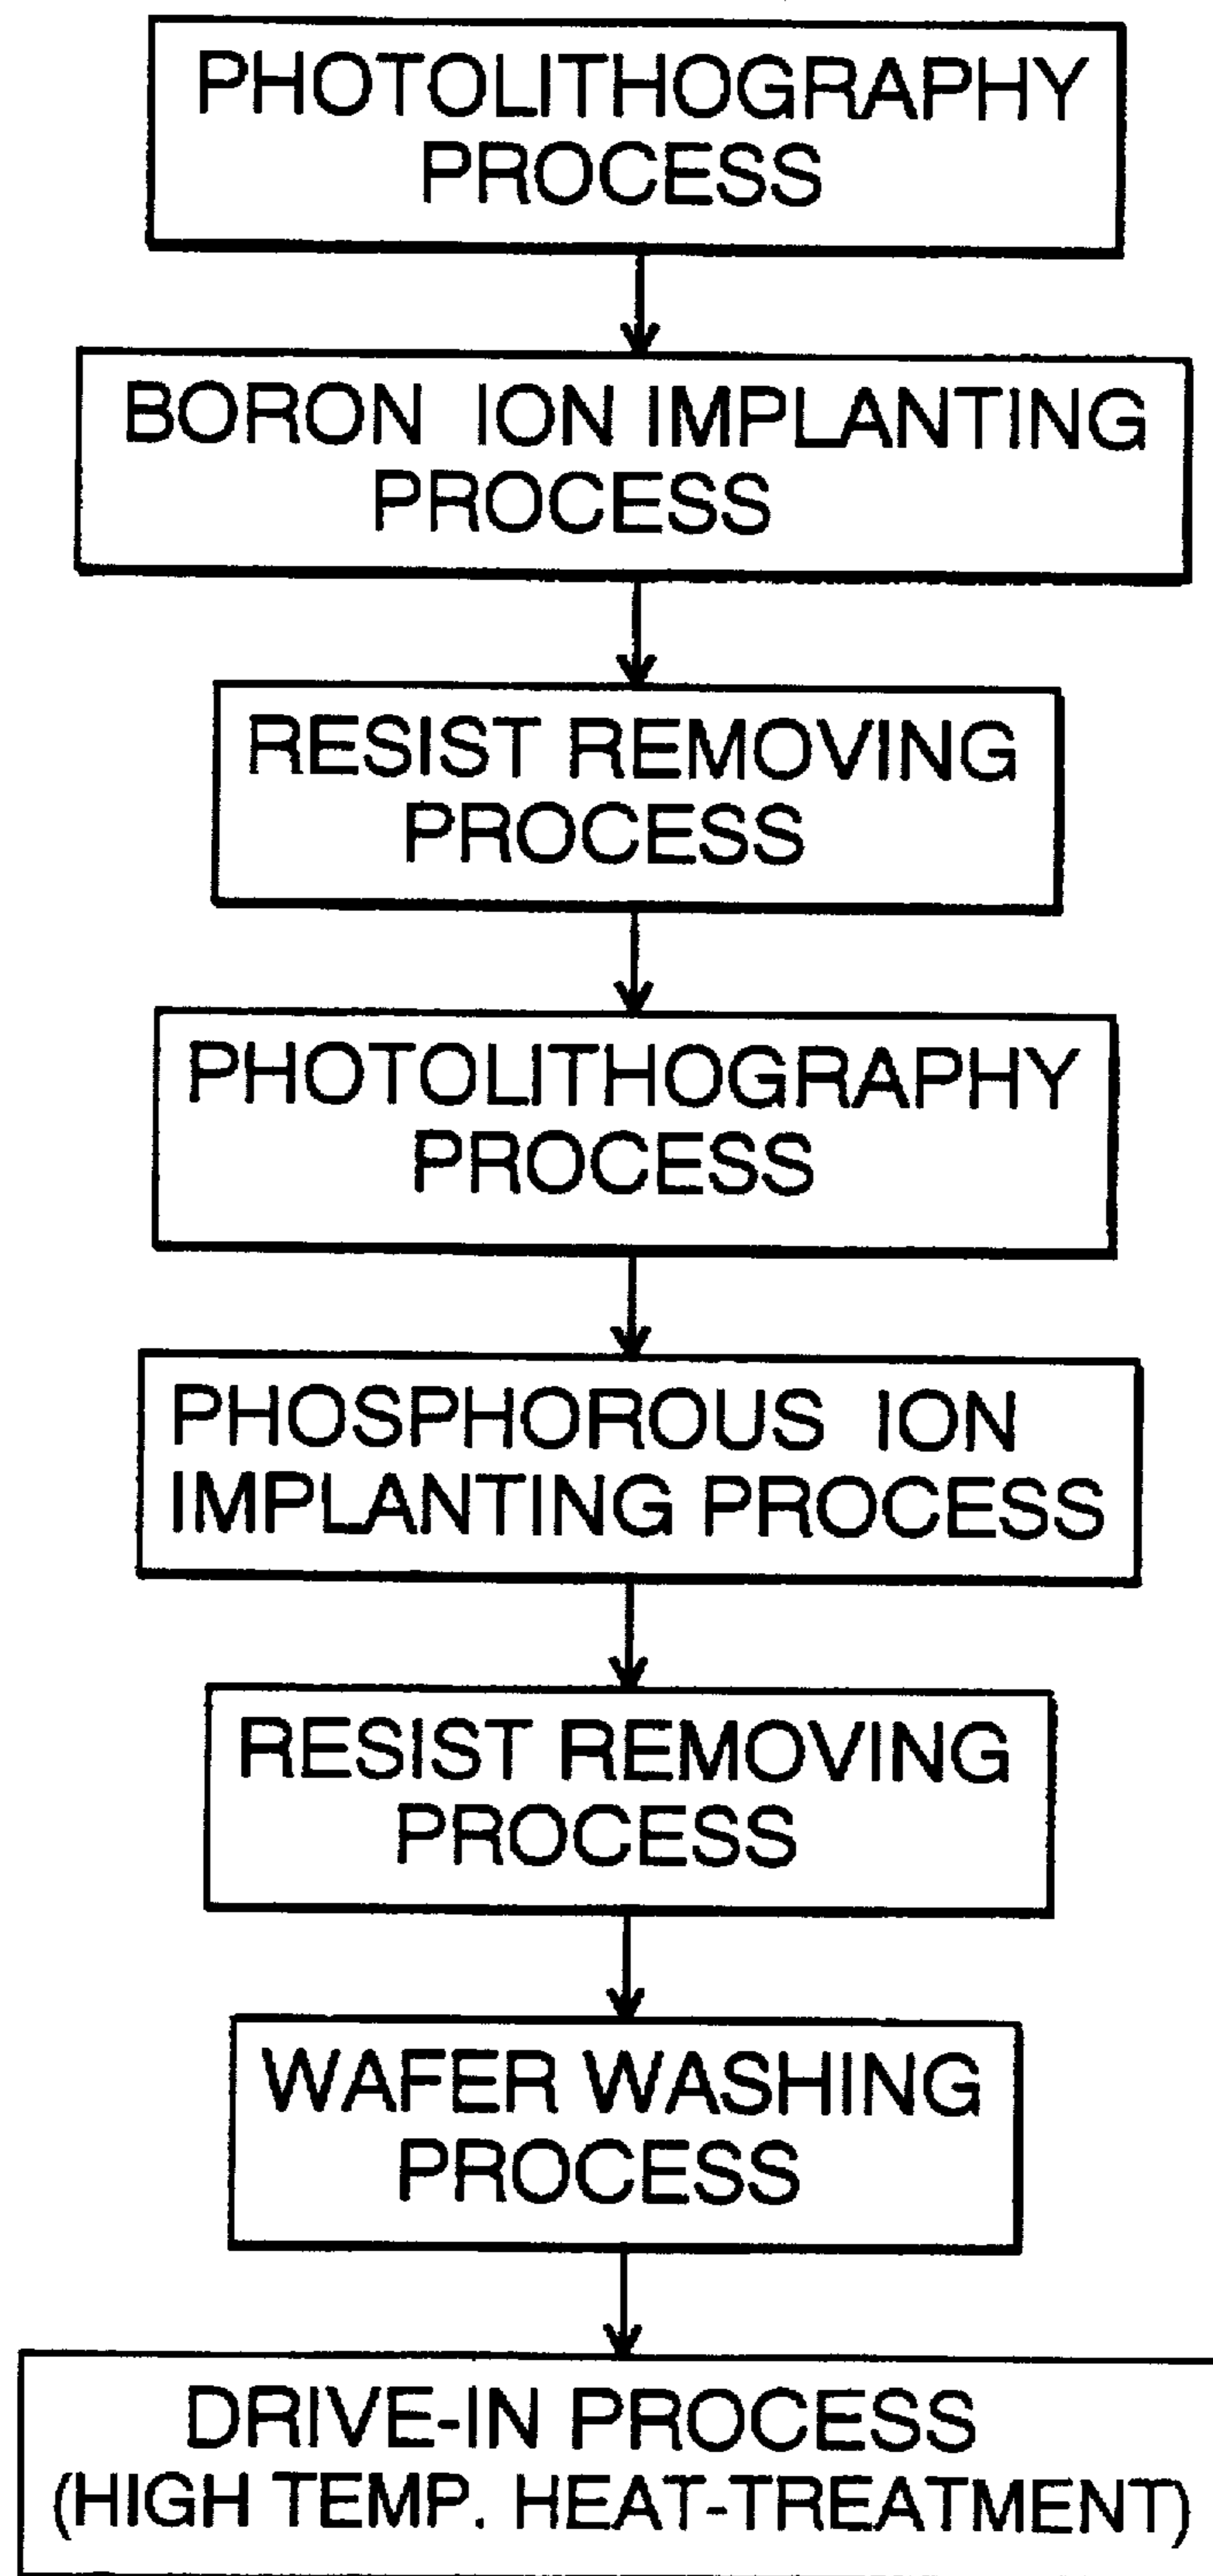 PHOTOLITHOGRAPHY
PROCESS
BORON ION IMPLANTING
PROCESS
RESIST REMOVING
PROCESS
PHOTOLITHOGRAPHY
PROCESS
PHOSPHOROUS ION
IMPLANTING PROCESS
RESIST REMOVING
PROCESS
WAFER WASHING
PROCESS
DRIVE-IN PROCESS
(HIGH TEMP. HEAT-TREATMENT)